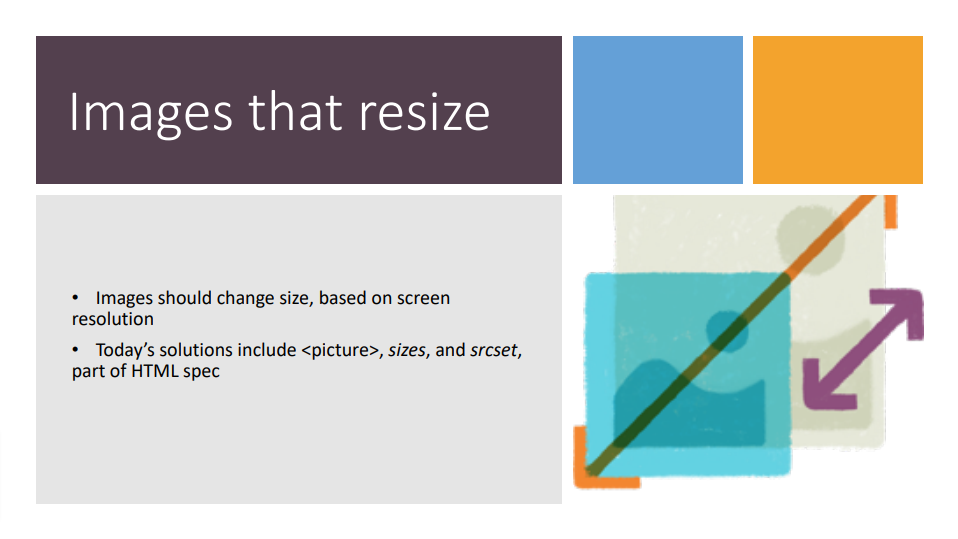 Images that resize
• Images should change size, based on screen
resolution
• Today’s solutions include <picture>, sizes, and srcset,
part of HTML spec